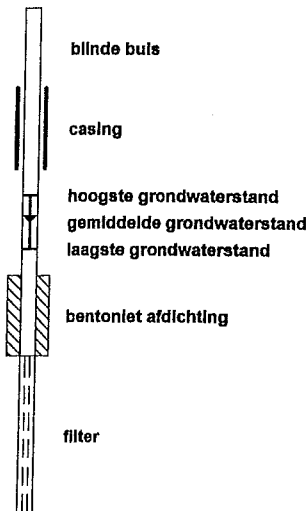 blinde buis
casing
hoogste grondwaterstand
gemiddelde grondwaterstand
laagste grondwaterstand
bentoniet afdichting
filter